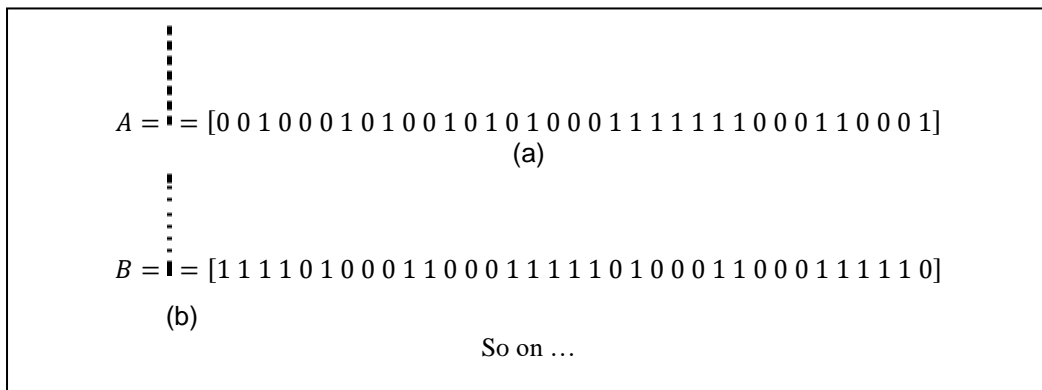 A = = [0 0 1 0 0 0 1 0 1 0 0 1 0 1 0 1 0 0 0 1 1 1 1 1 1 1 0 0 0 1 1 0 0 0 1]
(a)
B = = [1 1 1 1 0 1 0 0 0 1 1 0 0 0 1 1 1 1 1 0 1 0 0 0 1 1 0 0 0 1 1 1 1 1 0]
(b)
So on …